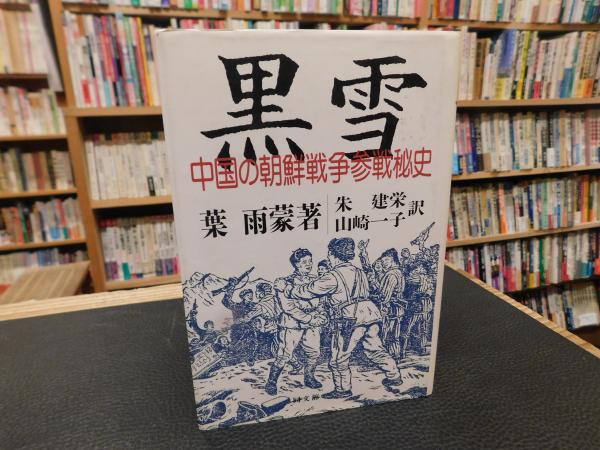 黒雪
中国の朝鮮戦争参戦秘史
葉 雨蒙著
朱 建栄
山崎一子
訳